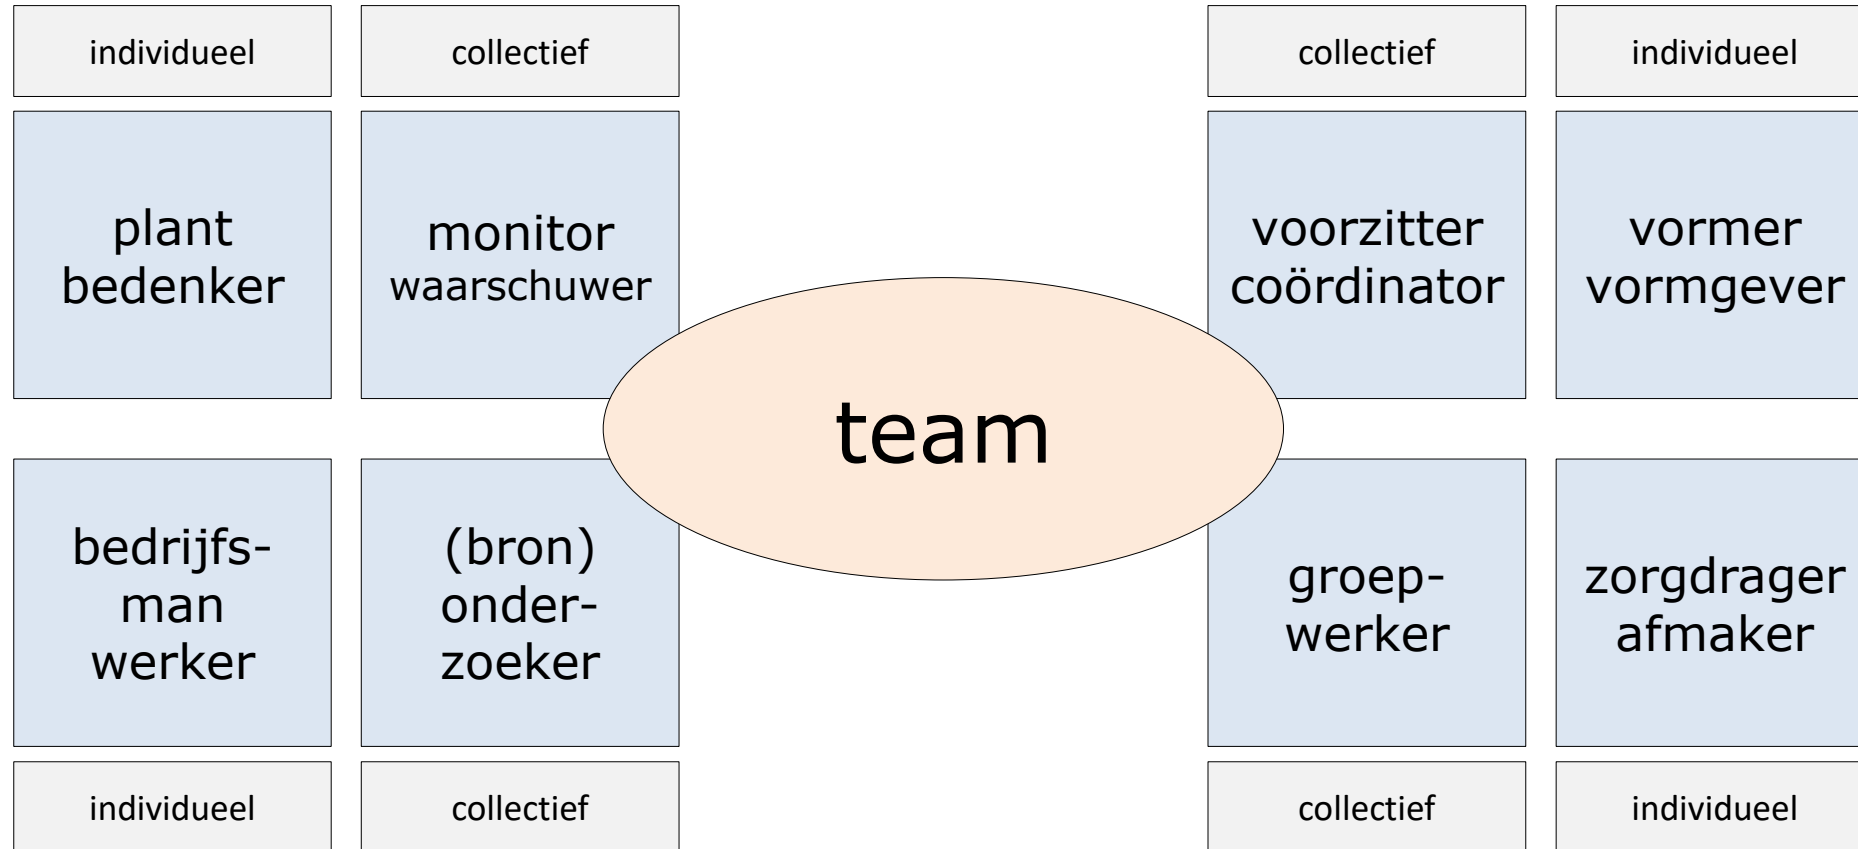 individueel
collectief
collectief
individueel
plant
bedenker
monitor
waarschuwer
voorzitter
coördinator
vormer
vormgever
team
bedrijfs-
man
werker
(bron)
onder-
zoeker
groep-
werker
zorgdrager
afmaker
individueel
collectief
collectief
individueel